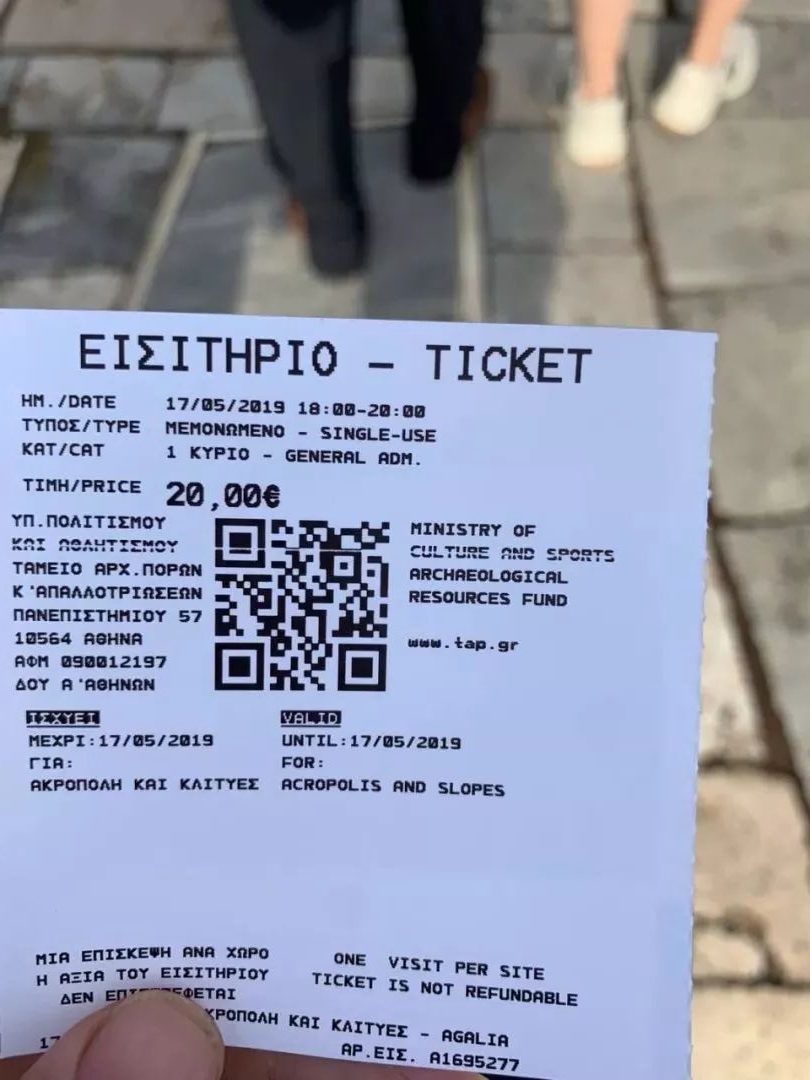 ΕΙΣΙΤΗΡΙΟ – TICKET
ΗΜ./DATE 17/05/2019 18:00-20:00
ΤΥΠΟΣ/TYPE ΜΕΜΟΝΩΜΕΝΟ - SINGLE-USE
ΚΑΤ/CAT 1 ΚΥΡΙΟ - GENERAL ADM.
ΤΙΜΗ/PRICE 20,00€
ΥΠ.ΠΟΛΙΤΙΣΜΟΥ
ΚΑΙ ΑΘΛΗΤΙΣΜΟΥ
ΤΑΜΕΙΟ ΑΡΧ.ΠΟΡΩΝ
Κ'ΑΠΑΛΛΟΤΡΙΩΣΕΩΝ
ΠΑΝΕΠΙΣΤΗΜΙΟΥ 57
10564 ΑΘΗΝΑ
ΑΦΜ 090012197
ΔΟΥ Α'ΑΘΗΝΩΝ
MINISTRY OF
CULTURE AND SPORTS
ARCHAEOLOGICAL
RESOURCES FUND
www.tap.gr
ΙΣΧΥΕΙ VALID
ΜΕΧΡΙ:17/05/2019 UNTIL:17/05/2019
ΓΙΑ: FOR:
ΑΚΡΟΠΟΛΗ ΚΑΙ ΚΛΙΤΥΕΣ ACROPOLIS AND SLOPES
ΜΙΑ ΕΠΙΣΚΕΨΗ ΑΝΑ ΧΩΡΟ ONE VISIT PER SITE
Η ΑΞΙΑ ΤΟΥ ΕΙΣΙΤΗΡΙΟΥ TICKET IS NOT REFUNDABLE
ΔΕΝ
ΚΑΙ ΚΛΙΤΥΕΣ - AGALIA
ΑΡ.ΕΙΣ. A1695277